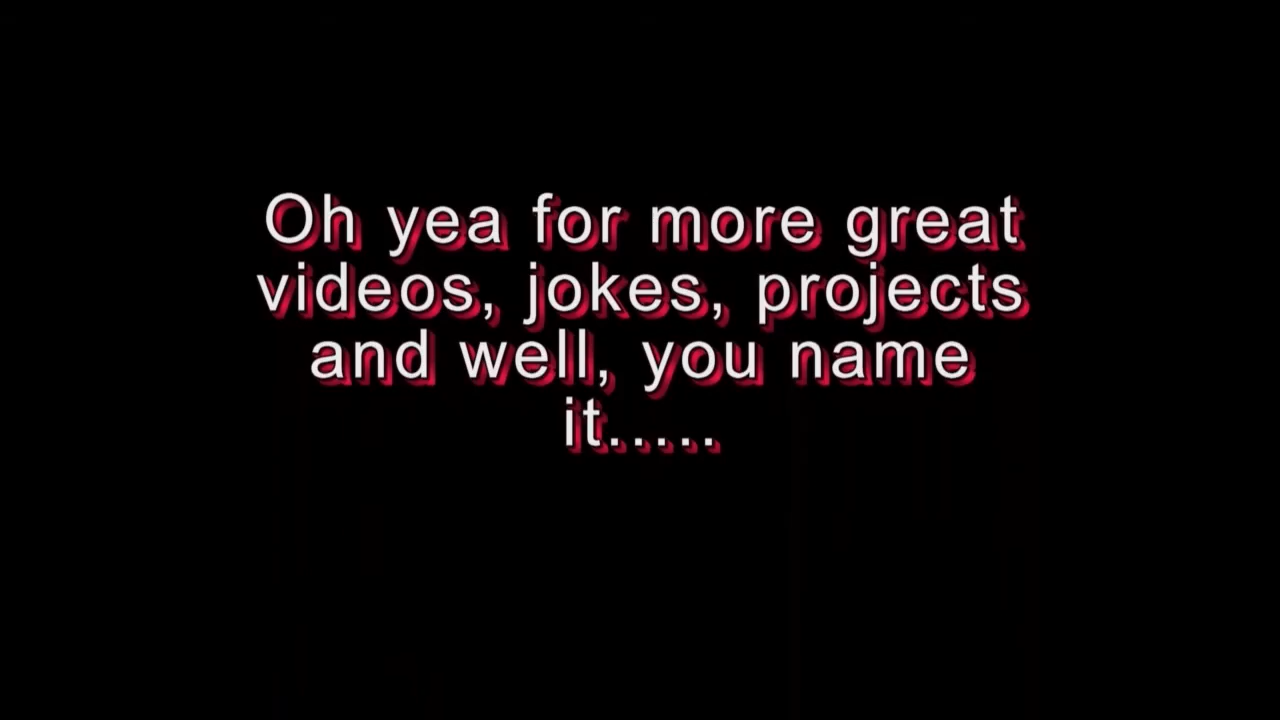 Oh yea for more great
videos, jokes, projects
and well, you name
it.....